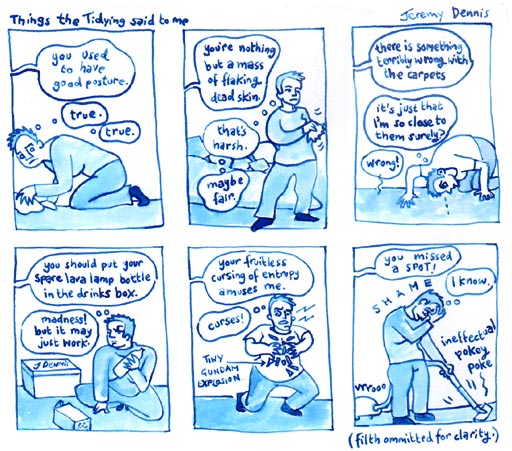 Things the Tidying said to me
Jeremy Dennis
you used
to have
good posture.
true.
true.
you're nothing
but a mass
of flaking
dead skin.
that's
harsh.
maybe
fair.
there is something
terribly wrong with
the carpets
it's just that
I'm so close to
them surely?
wrong!
you should put your
spare lava lamp bottle
in the drinks box.
madness!
but it may
just work.
J DENNIS
your fruitless
cursing of entropy
amuses me.
curses!
TINY
GUNDAM
EXPLOSION
you missed
a SPOT!
I know.
SHAME
ineffectual
pokey
poke
vrrooo
(filth ommitted for clarity.)